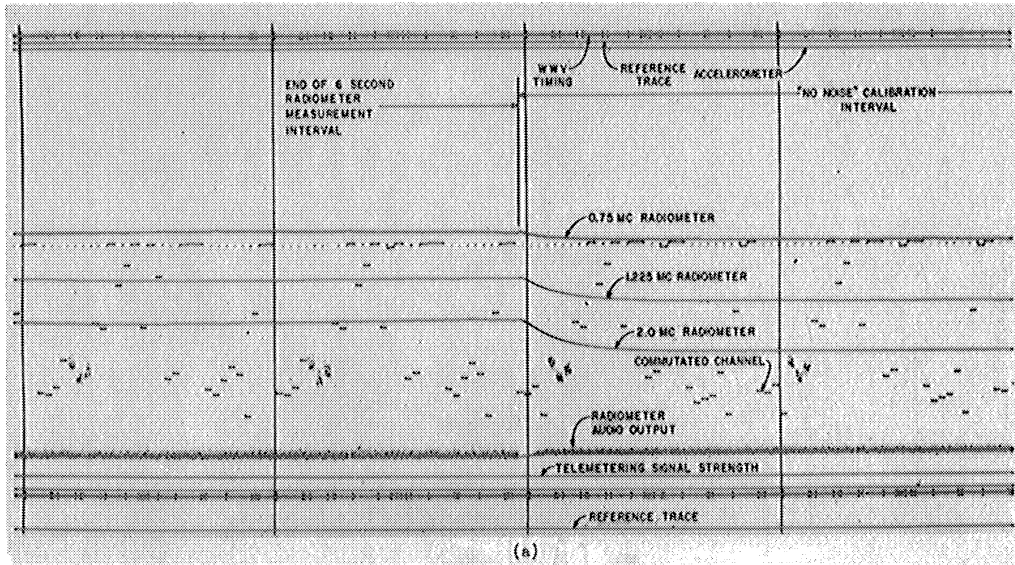 WWV
TIMING
REFERENCE
TRACE
ACCELEROMETER
END OF 6 SECOND
RADIOMETER
MEASUREMENT
INTERVAL
"NO NOISE" CALIBRATION
INTERVAL
0.75 MC RADIOMETER
1.225 MC RADIOMETER
2.0 MC RADIOMETER
COMMUTATED CHANNEL
RADIOMETER
AUDIO OUTPUT
TELEMETERING SIGNAL STRENGTH
REFERENCE TRACE
(a)